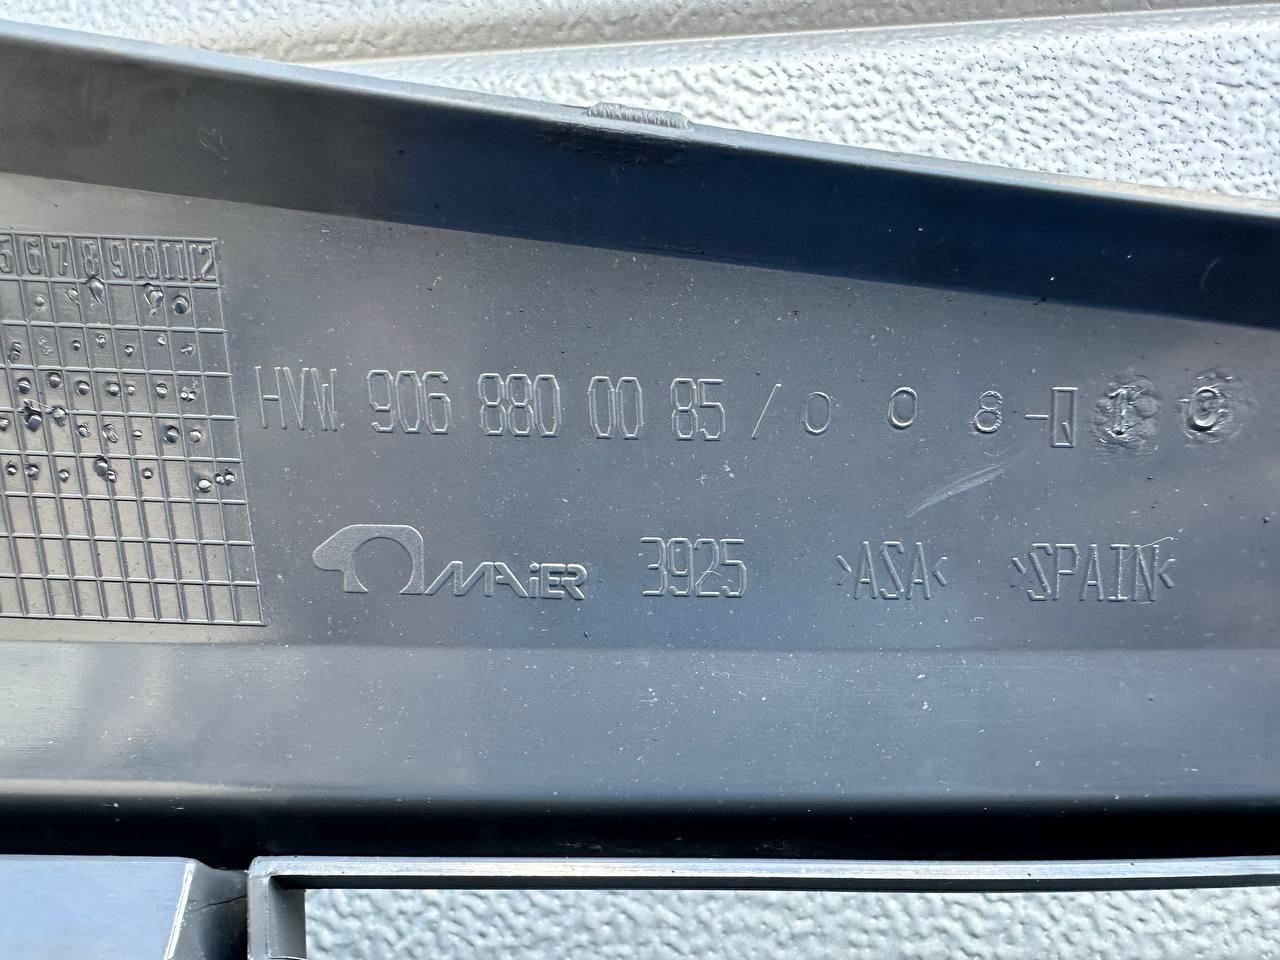 5 6 7 8 9 10 11 12
HVW. 906 880 00 85 / 0 0 8 - Q
MAiER 3925 >ASA< >SPAIN<